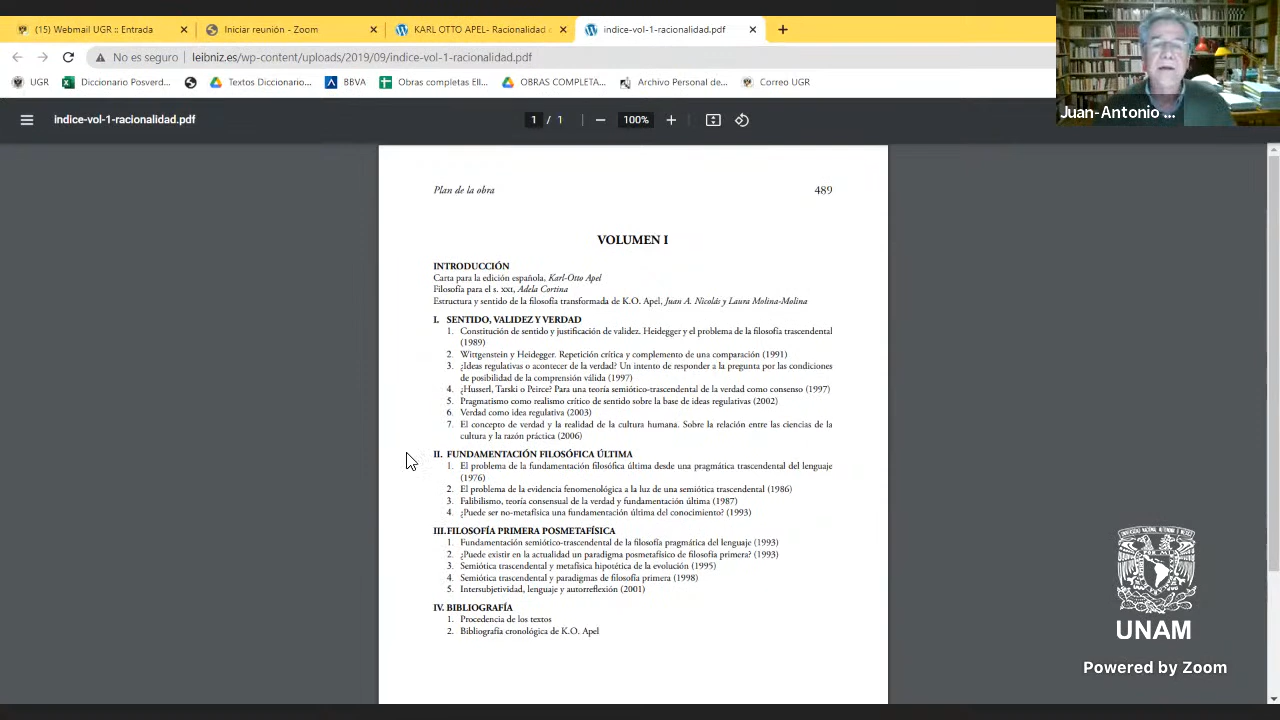 (15) Webmail UGR :: Entrada
Iniciar reunión - Zoom
KARL OTTO APEL- Racionalidad c
indice-vol-1-racionalidad.pdf
No es seguro
leibniz.es/wp-content/uploads/2019/09/indice-vol-1-racionalidad.pdf
UGR
Diccionario Posverd...
Textos Diccionario...
BBVA
Obras completas Ell...
OBRAS COMPLETA...
Archivo Personal de...
Correo UGR
Juan-Antonio ...
indice-vol-1-racionalidad.pdf
1 / 1
100%
Plan de la obra 489
VOLUMEN I
INTRODUCCIÓN
Carta para la edición española, Karl-Otto Apel
Filosofía para el s. XXI, Adela Cortina
Estructura y sentido de la filosofía transformada de K.O. Apel, Juan A. Nicolás y Laura Molina-Molina
I. SENTIDO, VALIDEZ Y VERDAD
1. Constitución de sentido y justificación de validez. Heidegger y el problema de la filosofía trascendental
(1989)
2. Wittgenstein y Heidegger. Repetición crítica y complemento de una comparación (1991)
3. ¿Ideas regulativas o acontecer de la verdad? Un intento de responder a la pregunta por las condiciones
de posibilidad de la comprensión válida (1997)
4. ¿Husserl, Tarski o Peirce? Para una teoría semiótico-trascendental de la verdad como consenso (1997)
5. Pragmatismo como realismo crítico de sentido sobre la base de ideas regulativas (2002)
6. Verdad como idea regulativa (2003)
7. El concepto de verdad y la realidad de la cultura humana. Sobre la relación entre las ciencias de la
cultura y la razón práctica (2006)
II. FUNDAMENTACIÓN FILOSÓFICA ÚLTIMA
1. El problema de la fundamentación filosófica última desde una pragmática trascendental del lenguaje
(1976)
2. El problema de la evidencia fenomenológica a la luz de una semiótica trascendental (1986)
3. Falibilismo, teoría consensual de la verdad y fundamentación última (1987)
4. ¿Puede ser no-metafísica una fundamentación última del conocimiento? (1993)
III. FILOSOFÍA PRIMERA POSMETAFÍSICA
1. Fundamentación semiótico-trascendental de la filosofía pragmática del lenguaje (1993)
2. ¿Puede existir en la actualidad un paradigma posmetafísico de filosofía primera? (1993)
3. Semiótica trascendental y metafísica hipotética de la evolución (1995)
4. Semiótica trascendental y paradigmas de filosofía primera (1998)
5. Intersubjetividad, lenguaje y autorreflexión (2001)
IV. BIBLIOGRAFÍA
1. Procedencia de los textos
2. Bibliografía cronológica de K.O. Apel
UNAM
Powered by Zoom